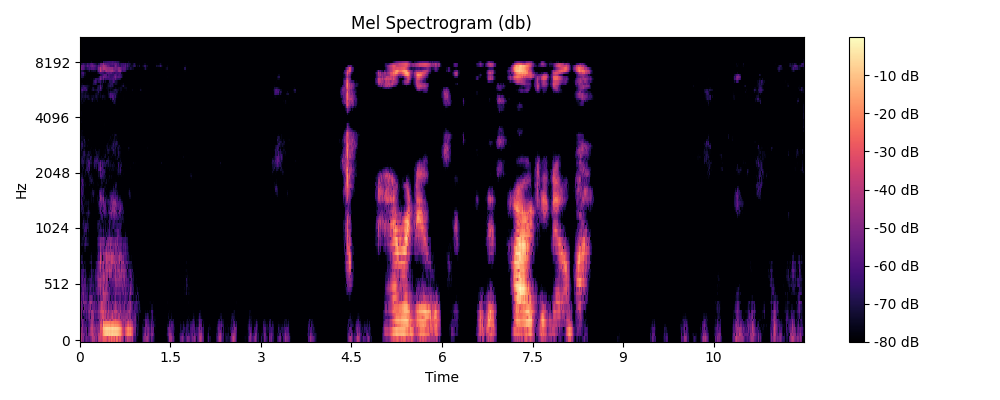 Mel Spectrogram (db)
8192
4096
2048
1024
512
0
Hz
0 1.5 3 4.5 6 7.5 9 10
Time
-10 dB
-20 dB
-30 dB
-40 dB
-50 dB
-60 dB
-70 dB
-80 dB